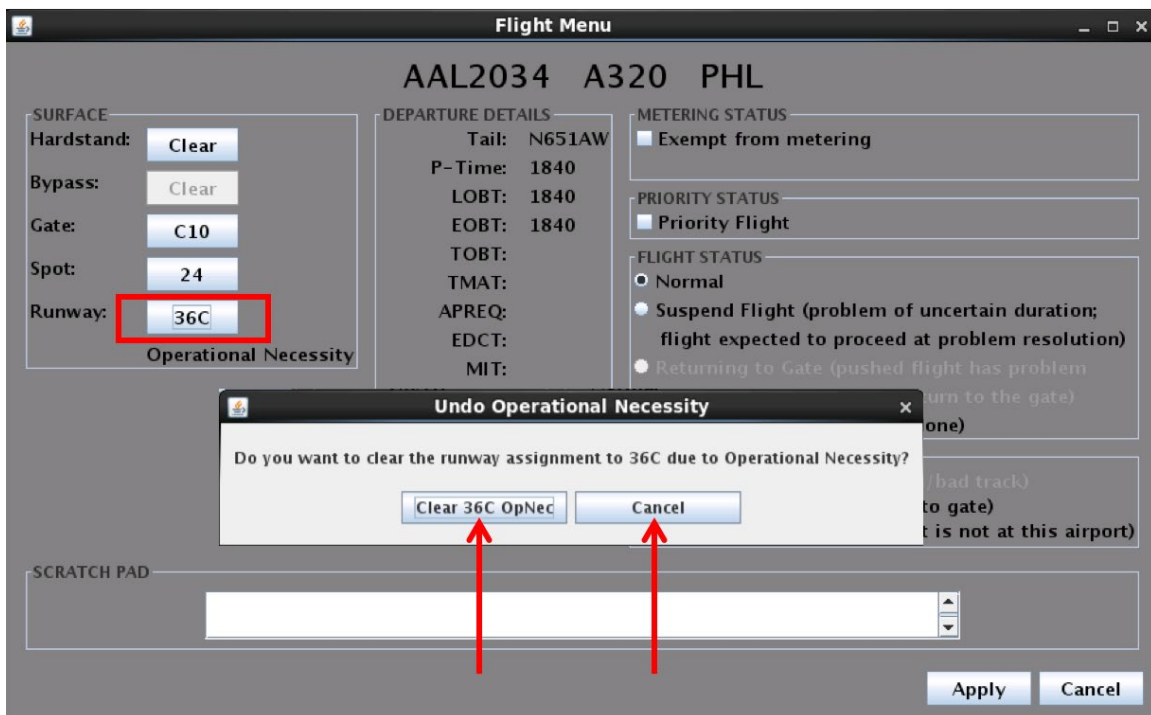 Flight Menu
AAL2034 A320 PHL
SURFACE
Hardstand: Clear
Bypass: Clear
Gate: C10
Spot: 24
Runway: 36C
Operational Necessity
DEPARTURE DETAILS
Tail: N651AW
P-Time: 1840
LOBT: 1840
EOBT: 1840
TOBT:
TMAT:
APREQ:
EDCT:
MIT:
METERING STATUS
Exempt from metering
PRIORITY STATUS
Priority Flight
FLIGHT STATUS
Normal
Suspend Flight (problem of uncertain duration;
flight expected to proceed at problem resolution)
Returning to Gate (pushed flight has problem
turn to the gate)
one)
/bad track)
to gate)
t is not at this airport)
Undo Operational Necessity
Do you want to clear the runway assignment to 36C due to Operational Necessity?
Clear 36C OpNec Cancel
SCRATCH PAD
Apply Cancel